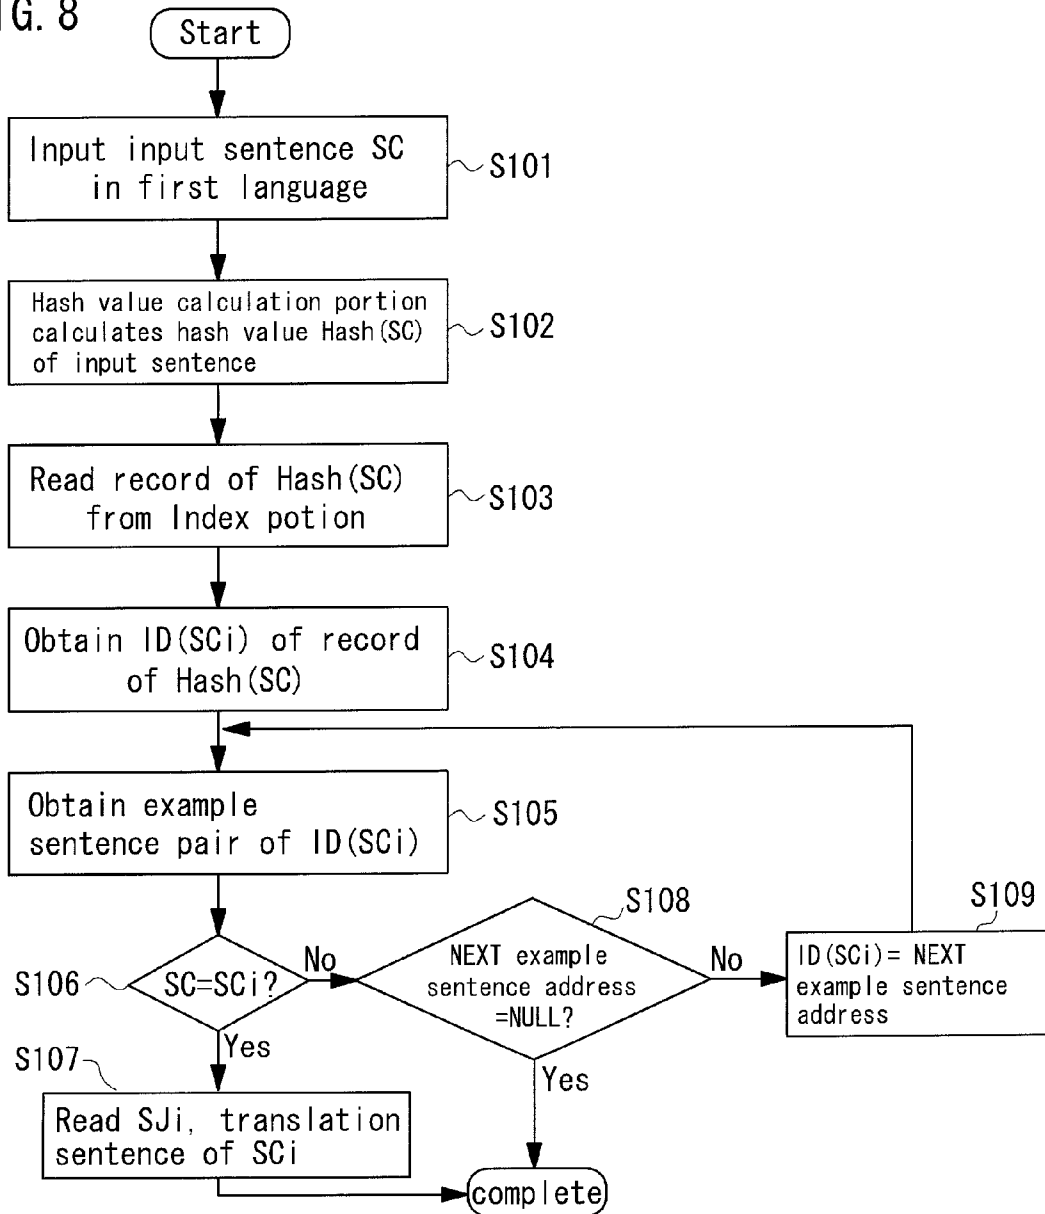 IG. 8
Start
Input input sentence SC
in first language
S101
Hash value calculation portion
calculates hash value Hash(SC)
of input sentence
S102
Read record of Hash(SC)
from Index potion
S103
Obtain ID(SCi) of record
of Hash(SC)
S104
Obtain example
sentence pair of ID(SCi)
S105
SC=SCi?
S106
No
Yes
NEXT example
sentence address
=NULL?
S108
No
Yes
ID(SCi)= NEXT
example sentence
address
S109
S107
Read SJi, translation
sentence of SCi
complete